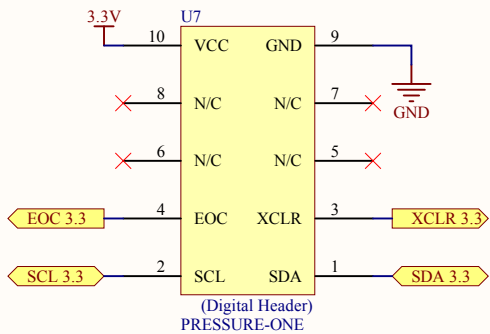 3.3V U7
10 VCC GND 9
GND
8 N/C N/C 7
6 N/C N/C 5
EOC 3.3 4 EOC XCLR 3 XCLR 3.3
SCL 3.3 2 SCL SDA 1 SDA 3.3
(Digital Header)
PRESSURE-ONE